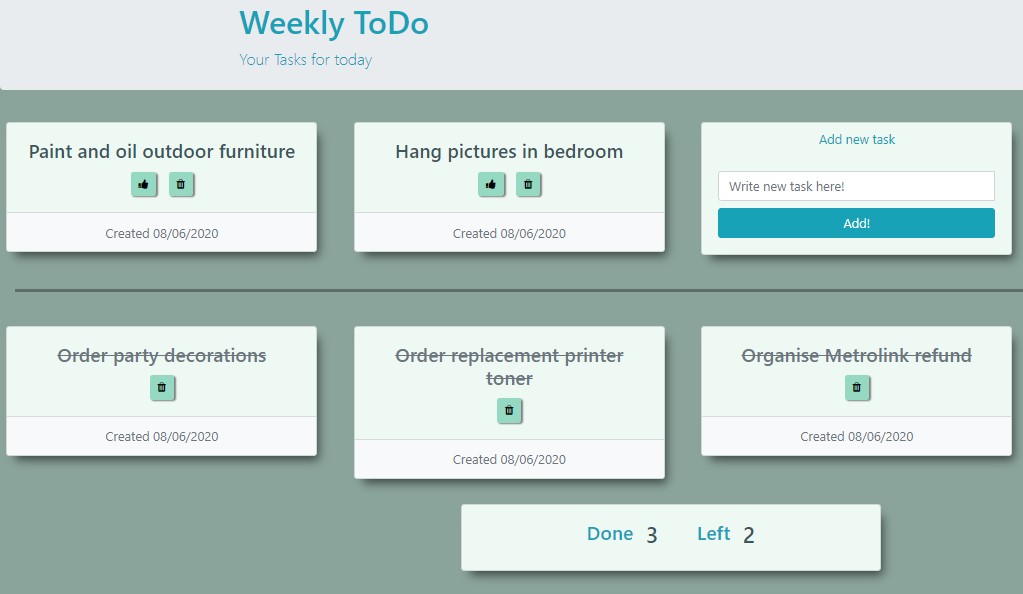 Weekly ToDo
Your Tasks for today
Paint and oil outdoor furniture
Created 08/06/2020
Hang pictures in bedroom
Created 08/06/2020
Add new task
Write new task here!
Add!
Order party decorations
Created 08/06/2020
Order replacement printer
toner
Created 08/06/2020
Organise Metrolink refund
Created 08/06/2020
Done 3 Left 2